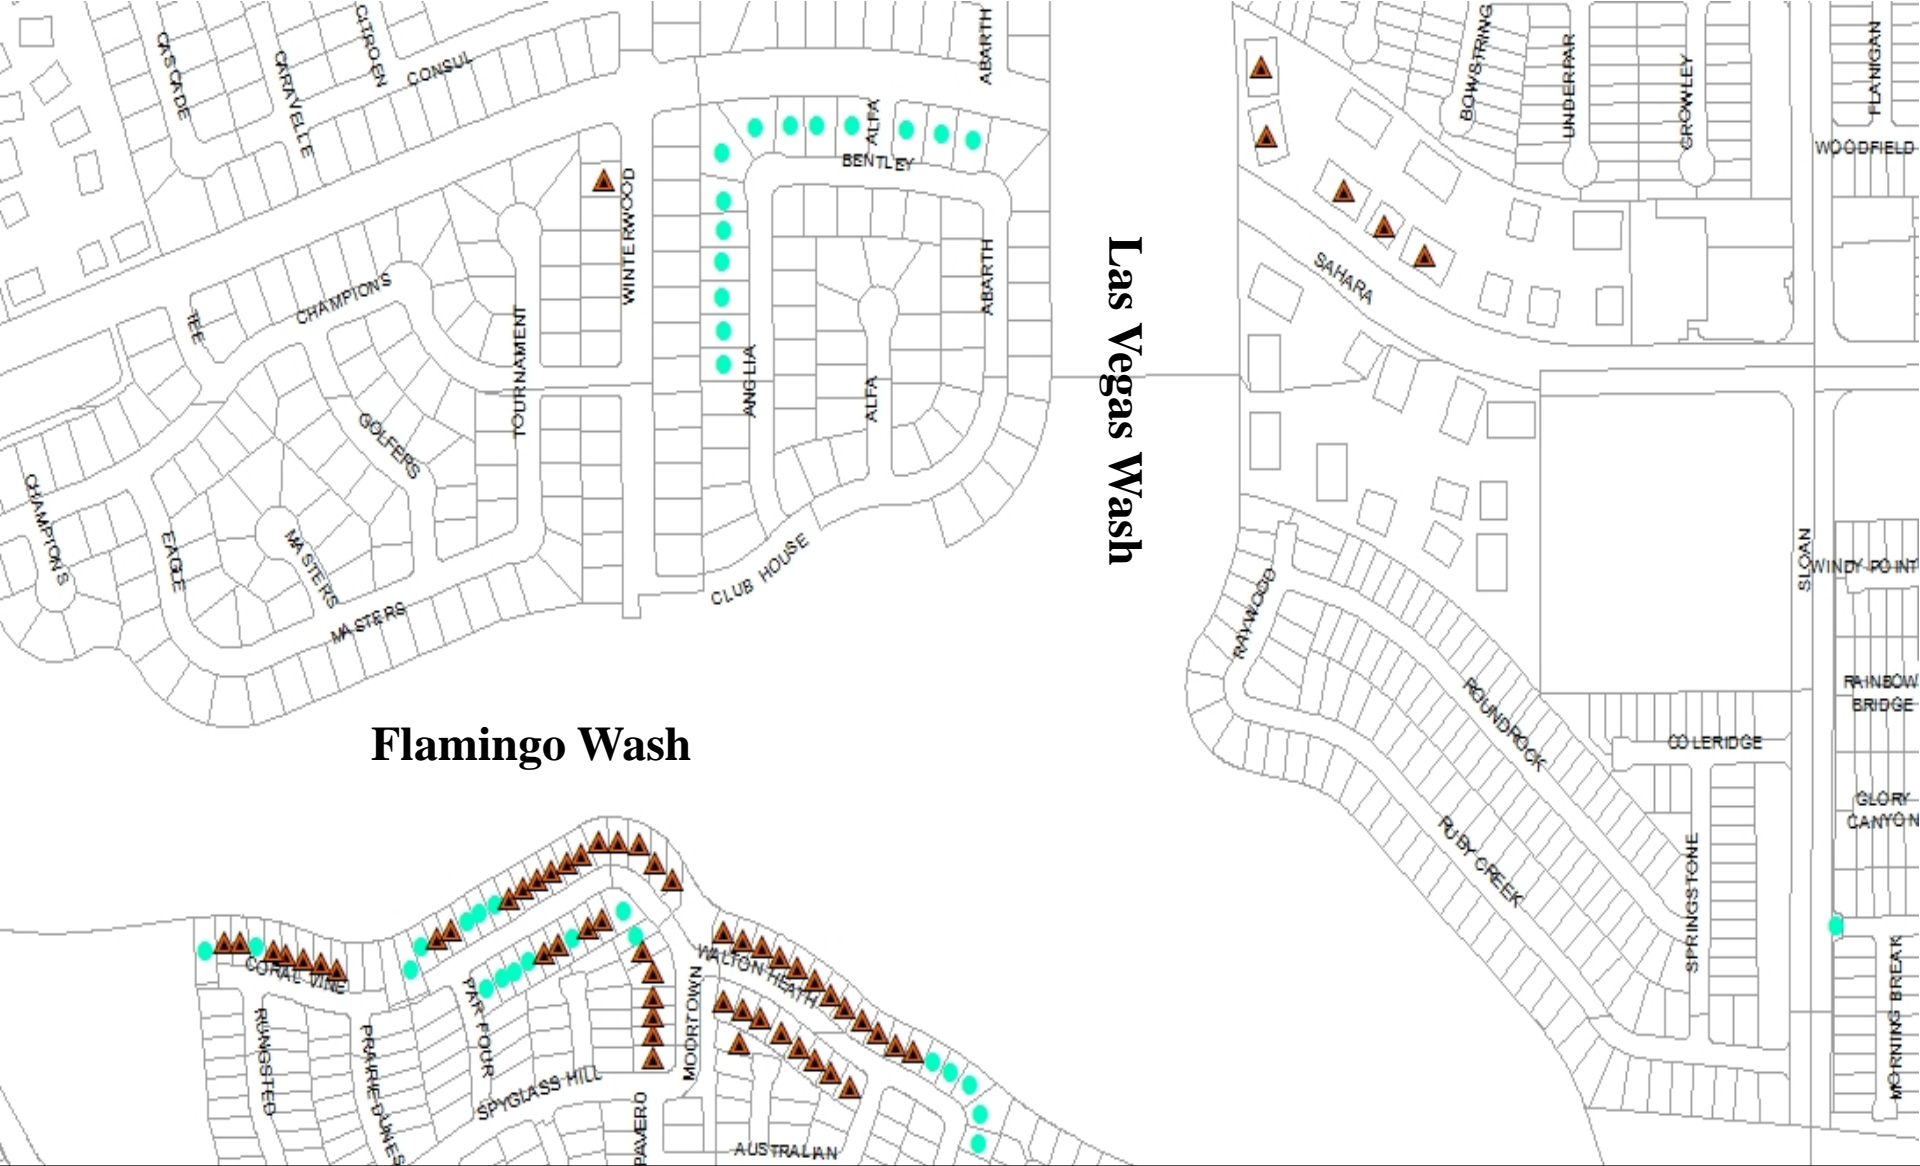 CASCADE
CARAVELLE
CITROEN
CONSUL
ABARTH
BOWSTRING
UNDERPAR
CROWLEY
FLANIGAN
WOODFIELD
ALFA
BENTLEY
WINTERWOOD
ABARTH
SAHARA
Las Vegas Wash
TEE
CHAMPIONS
TOURNAMENT
ANGLIA
ALFA
GOLFERS
CHAMPIONS
EAGLE
MASTERS
MASTERS
CLUB HOUSE
RAYWOOD
SLOAN
WINDY POINT
RAINBOW
BRIDGE
ROUNDROCK
COLERIDGE
Flamingo Wash
GLORY
CANYON
RUBY CREEK
SPRINGSTONE
CORAL VINE
WALTON HEATH
MOORTOWN
MORNING BREAK
RUNGSTED
PRAIRIE DUNES
PAR FOUR
SPYGLASS HILL
PAVERO
AUSTRALIAN